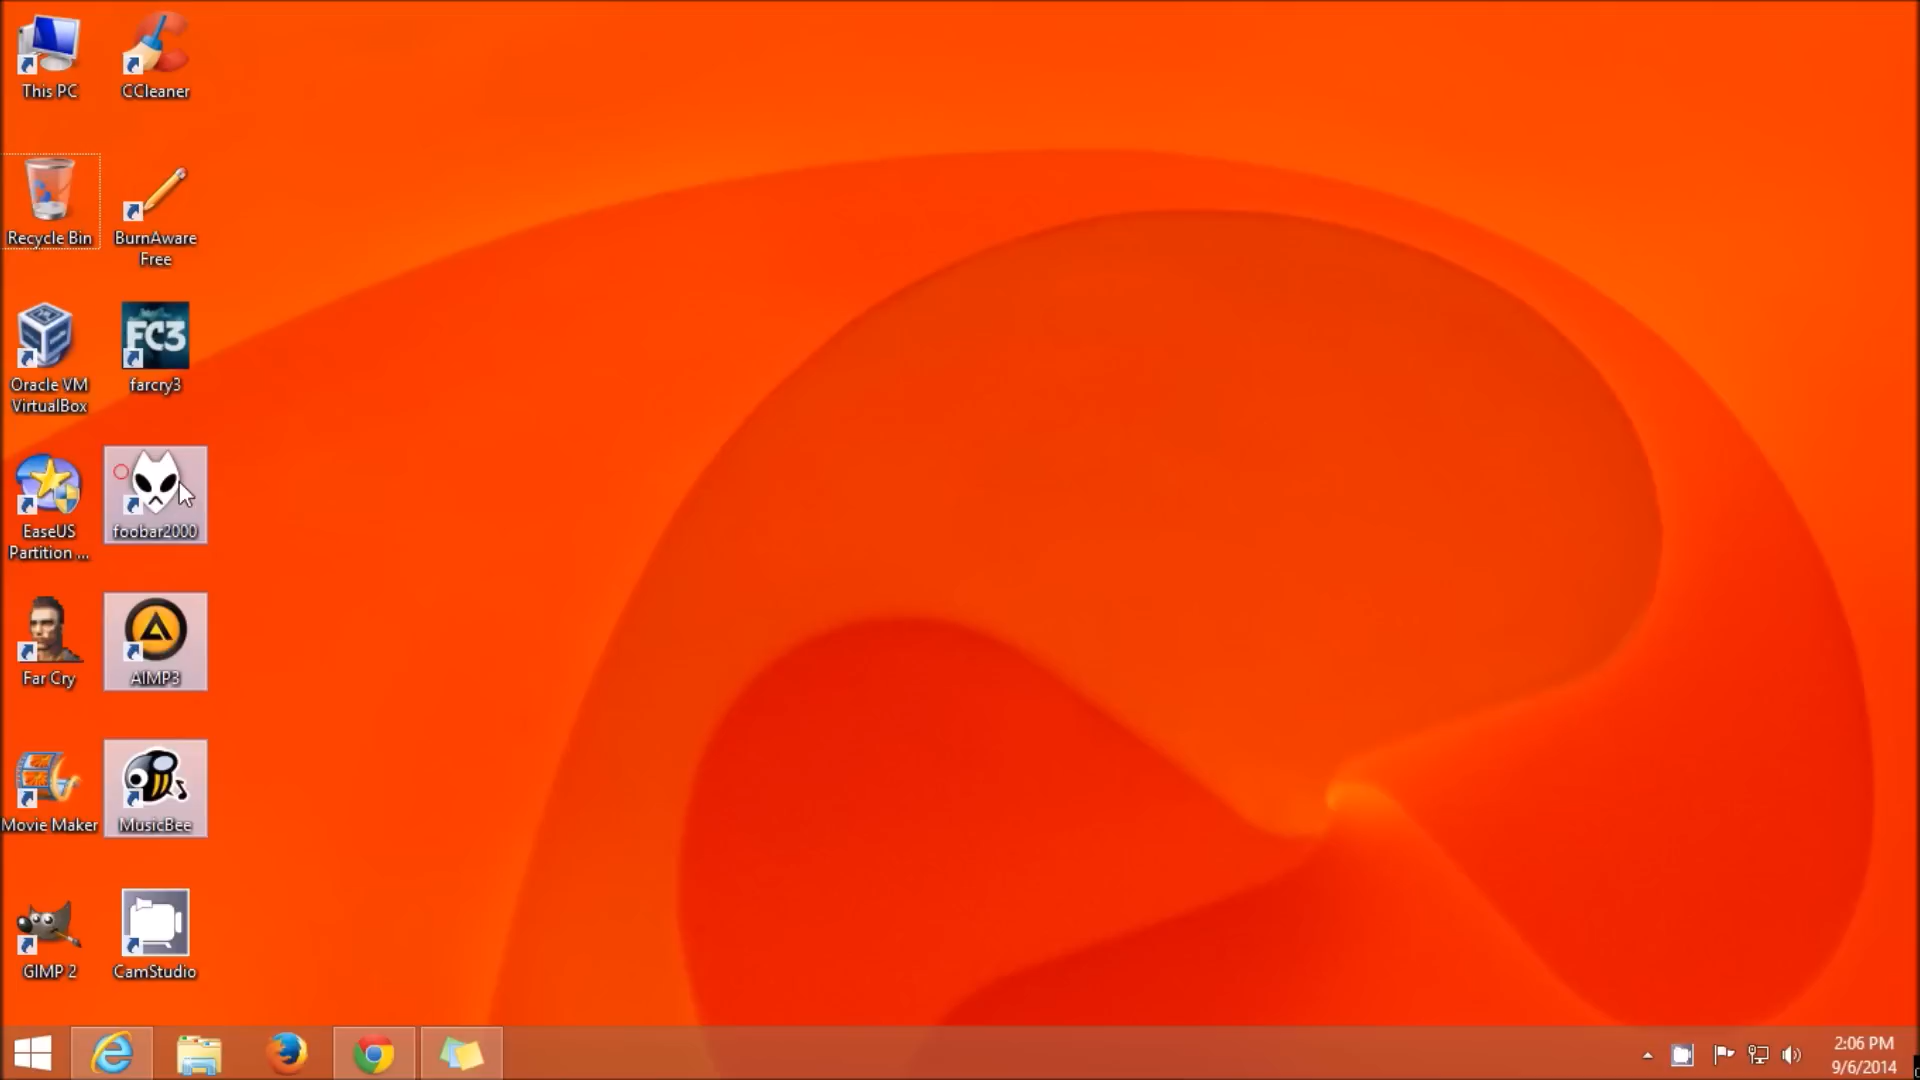 This PC
CCleaner
Recycle Bin
BurnAware
Free
Oracle VM
VirtualBox
FC3
farcry3
EaseUS
Partition ...
foobar2000
Far Cry
AIMP3
Movie Maker
MusicBee
GIMP 2
CamStudio
2:06 PM
9/6/2014